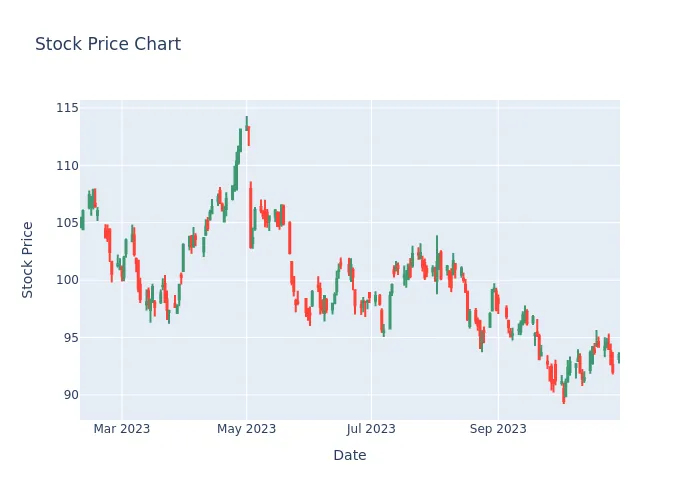 Stock Price Chart
Stock Price
115
110
105
100
95
90
Mar 2023
May 2023
Jul 2023
Sep 2023
Date